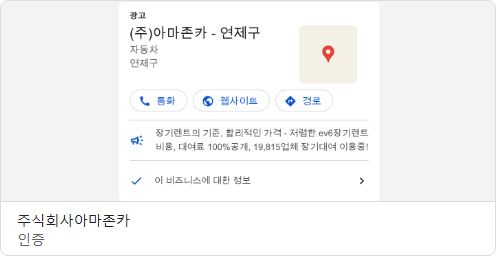 광고
(주)아마존카 - 연제구
자동차
연제구
통화
웹사이트
경로
장기렌트의 기준, 합리적인 가격 - 저렴한 ev6장기렌트
비용, 대여료 100%공개, 19,815업체 장기대여 이용중!
이 비즈니스에 대한 정보
주식회사아마존카
인증